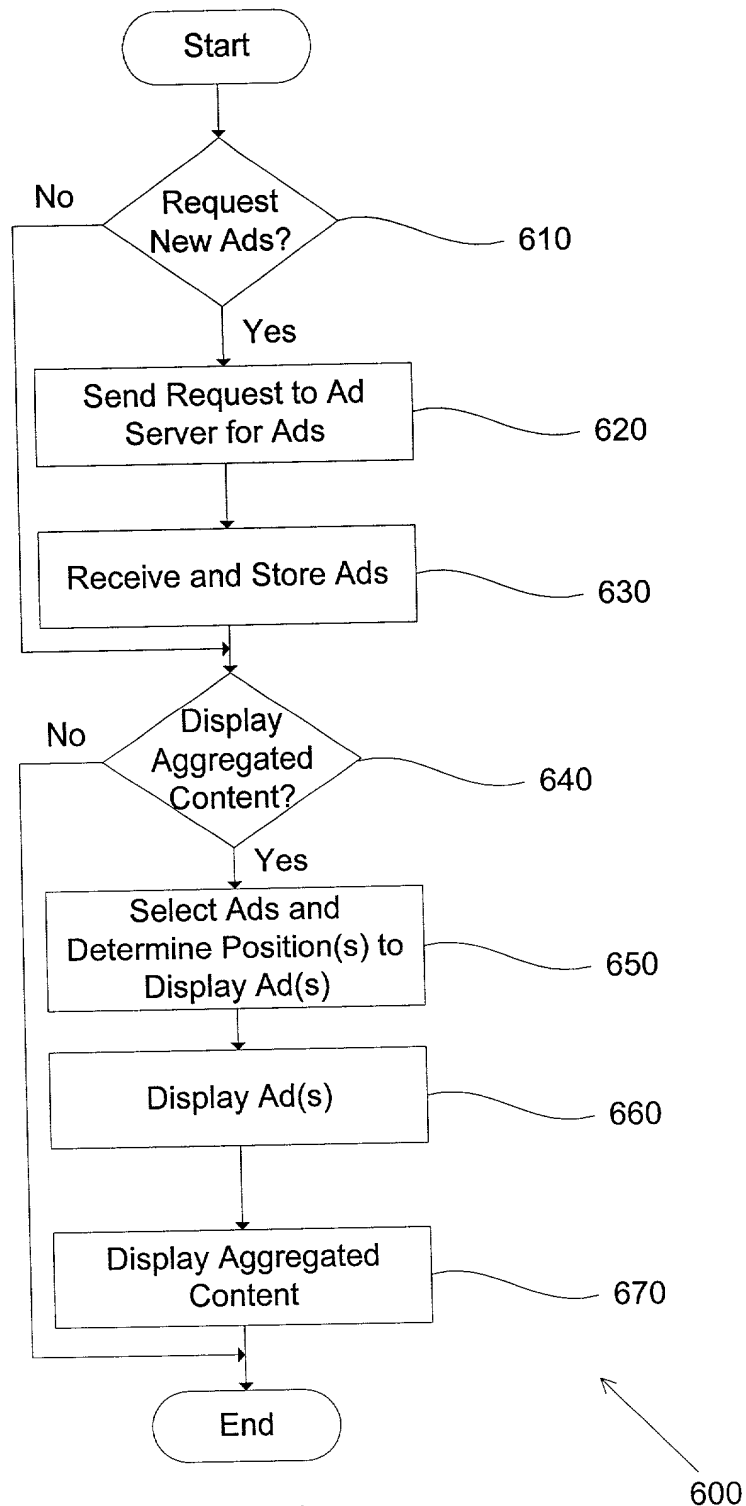 Start
No
Request
New Ads?
610
Yes
Send Request to Ad
Server for Ads
620
Receive and Store Ads
630
No
Display
Aggregated
Content?
640
Yes
Select Ads and
Determine Position(s) to
Display Ad(s)
650
Display Ad(s)
660
Display Aggregated
Content
670
End
600